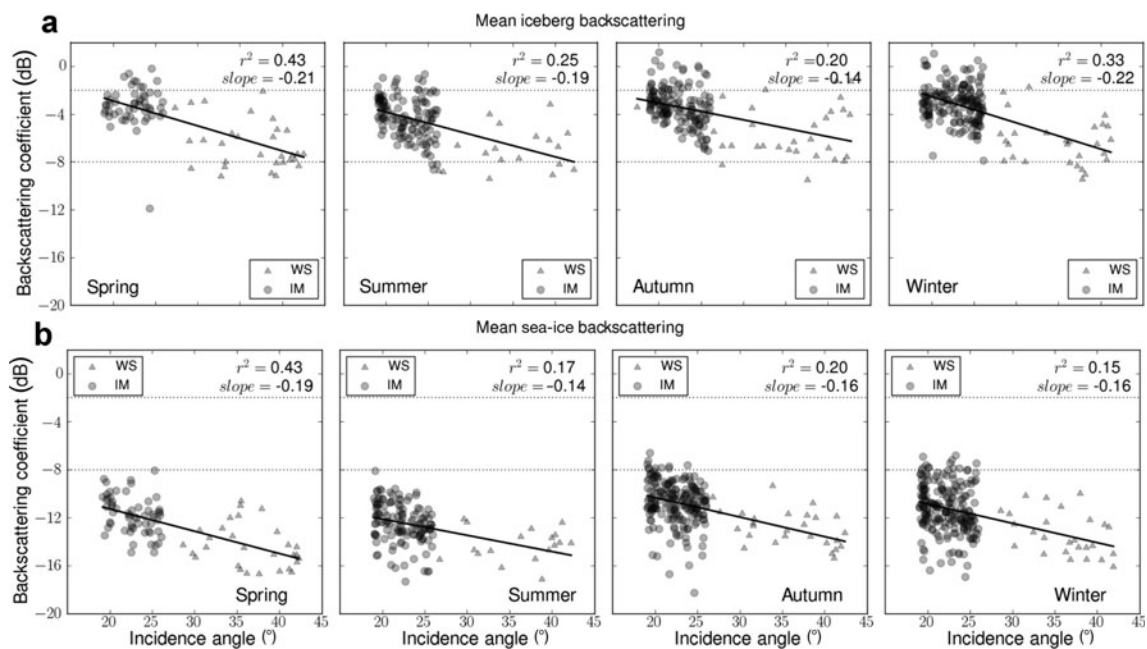 a
Mean iceberg backscattering
Backscattering coefficient (dB)
0
−4
−8
−12
−16
−20
r² = 0.43
slope = -0.21
Spring
WS
IM
r² = 0.25
slope = -0.19
Summer
WS
IM
r² = 0.20
slope = -0.14
Autumn
WS
IM
r² = 0.33
slope = -0.22
Winter
WS
IM
b
Mean sea-ice backscattering
Backscattering coefficient (dB)
0
−4
−8
−12
−16
−20
WS
IM
r² = 0.43
slope = -0.19
Spring
20 25 30 35 40 45
Incidence angle (°)
WS
IM
r² = 0.17
slope = -0.14
Summer
20 25 30 35 40 45
Incidence angle (°)
WS
IM
r² = 0.20
slope = -0.16
Autumn
20 25 30 35 40 45
Incidence angle (°)
WS
IM
r² = 0.15
slope = -0.16
Winter
20 25 30 35 40 45
Incidence angle (°)